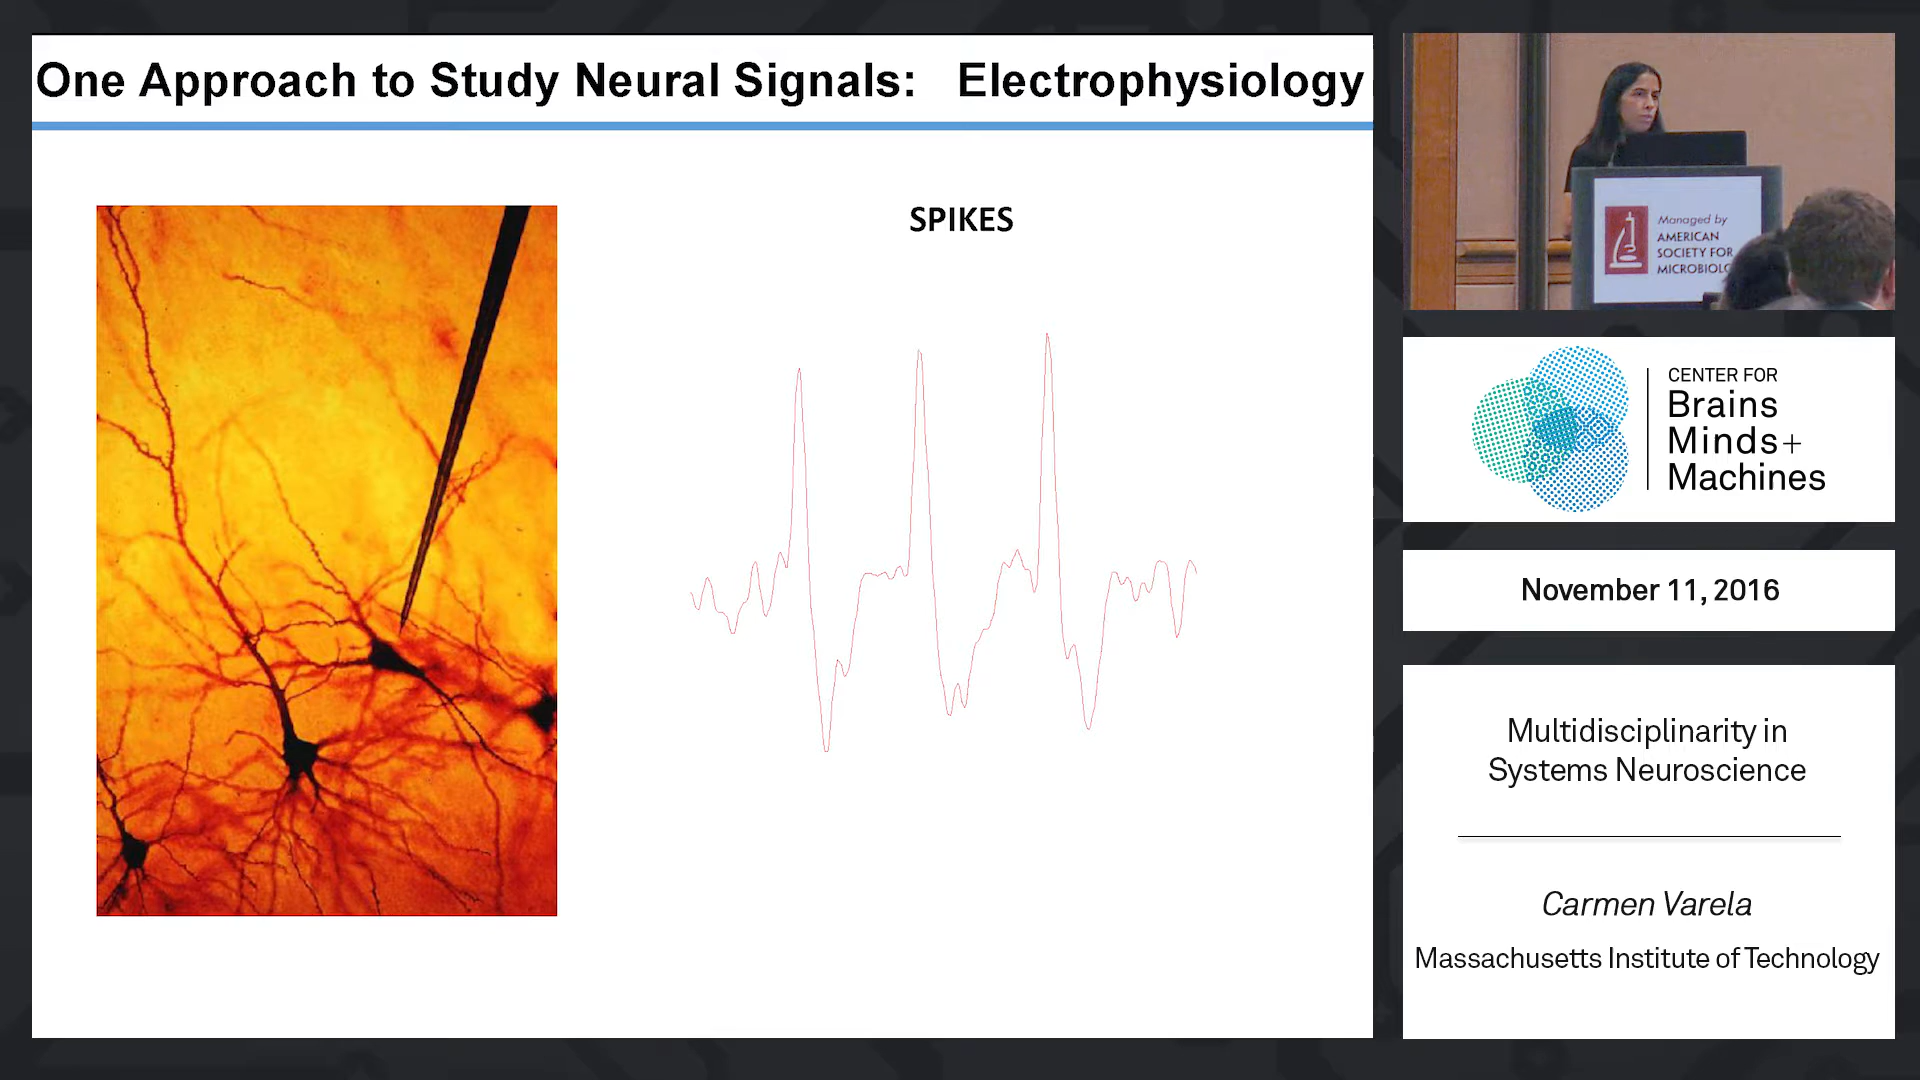 One Approach to Study Neural Signals: Electrophysiology
SPIKES
Managed by
AMERICAN
SOCIETY FOR
CENTER FOR
Brains
Minds+
Machines
November 11, 2016
Multidisciplinarity in
Systems Neuroscience
Carmen Varela
Massachusetts Institute of Technology